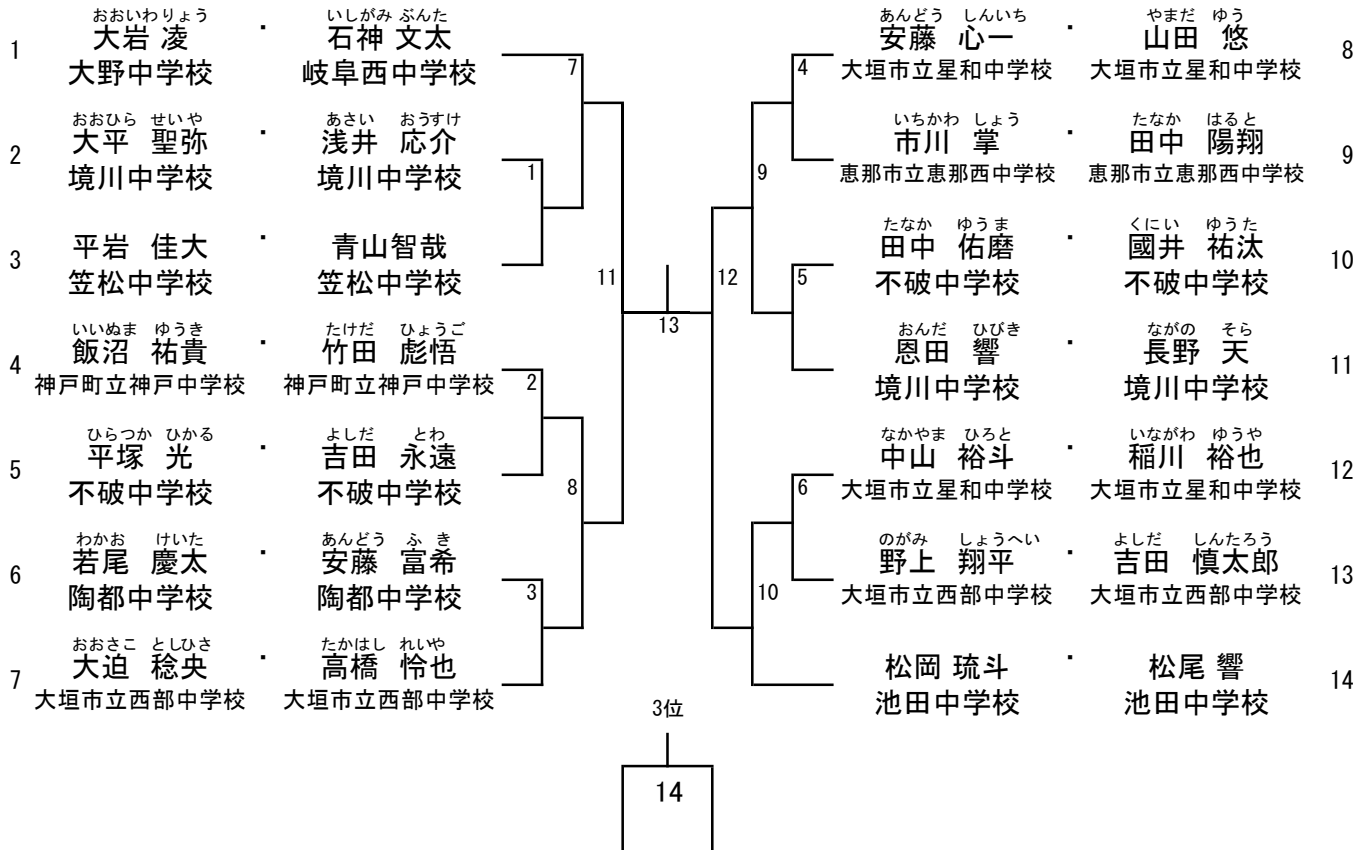 おおいわりょう いしがみ ぶんた
1 大岩 凌 ・ 石神 文太
大野中学校 岐阜西中学校
おおひら せいや あさい おうすけ
2 大平 聖弥 ・ 浅井 応介
境川中学校 境川中学校
3 平岩 佳大 ・ 青山智哉
笠松中学校 笠松中学校
いいぬま ゆうき たけだ ひょうご
4 飯沼 祐貴 ・ 竹田 彪悟
神戸町立神戸中学校 神戸町立神戸中学校
ひらつか ひかる よしだ とわ
5 平塚 光 ・ 吉田 永遠
不破中学校 不破中学校
わかお けいた あんどう ふ き
6 若尾 慶太 ・ 安藤 富希
陶都中学校 陶都中学校
おおさこ としひさ たかはし れいや
7 大迫 稔央 ・ 高橋 怜也
大垣市立西部中学校 大垣市立西部中学校
7
1
11
2
8
3
13
12
9
4
5
10
6
あんどう しんいち やまだ ゆう
安藤 心一 ・ 山田 悠 8
大垣市立星和中学校 大垣市立星和中学校
いちかわ しょう たなか はると
市川 掌 ・ 田中 陽翔 9
恵那市立恵那西中学校 恵那市立恵那西中学校
たなか ゆうま くにい ゆうた
田中 佑磨 ・ 國井 祐汰 10
不破中学校 不破中学校
おんだ ひびき ながの そら
恩田 響 ・ 長野 天 11
境川中学校 境川中学校
なかやま ひろと いながわ ゆうや
中山 裕斗 ・ 稲川 裕也 12
大垣市立星和中学校 大垣市立星和中学校
のがみ しょうへい よしだ しんたろう
野上 翔平 ・ 吉田 慎太郎 13
大垣市立西部中学校 大垣市立西部中学校
松岡 琉斗 ・ 松尾 響 14
池田中学校 池田中学校
3位
14